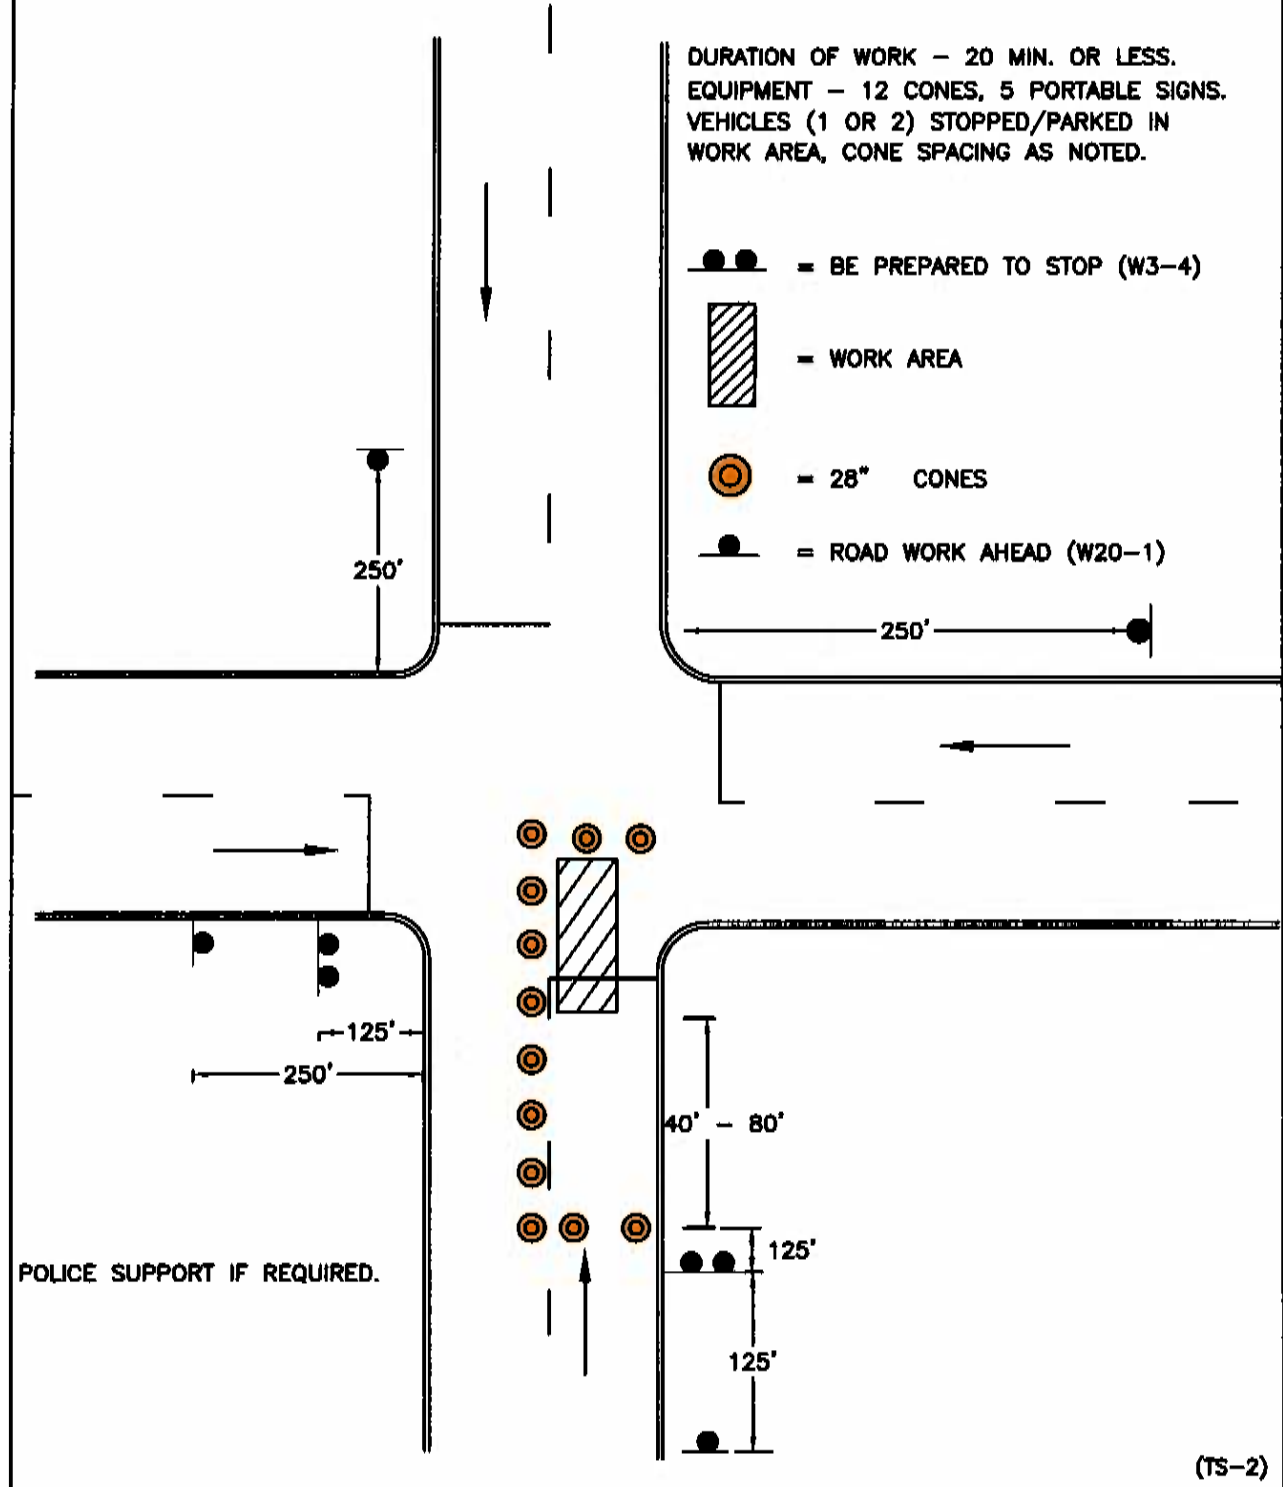 DURATION OF WORK – 20 MIN. OR LESS.
EQUIPMENT – 12 CONES, 5 PORTABLE SIGNS.
VEHICLES (1 OR 2) STOPPED/PARKED IN
WORK AREA, CONE SPACING AS NOTED.
= BE PREPARED TO STOP (W3-4)
= WORK AREA
= 28" CONES
= ROAD WORK AHEAD (W20-1)
250'
250'
125'
250'
40' – 80'
125'
POLICE SUPPORT IF REQUIRED.
125'
(TS-2)